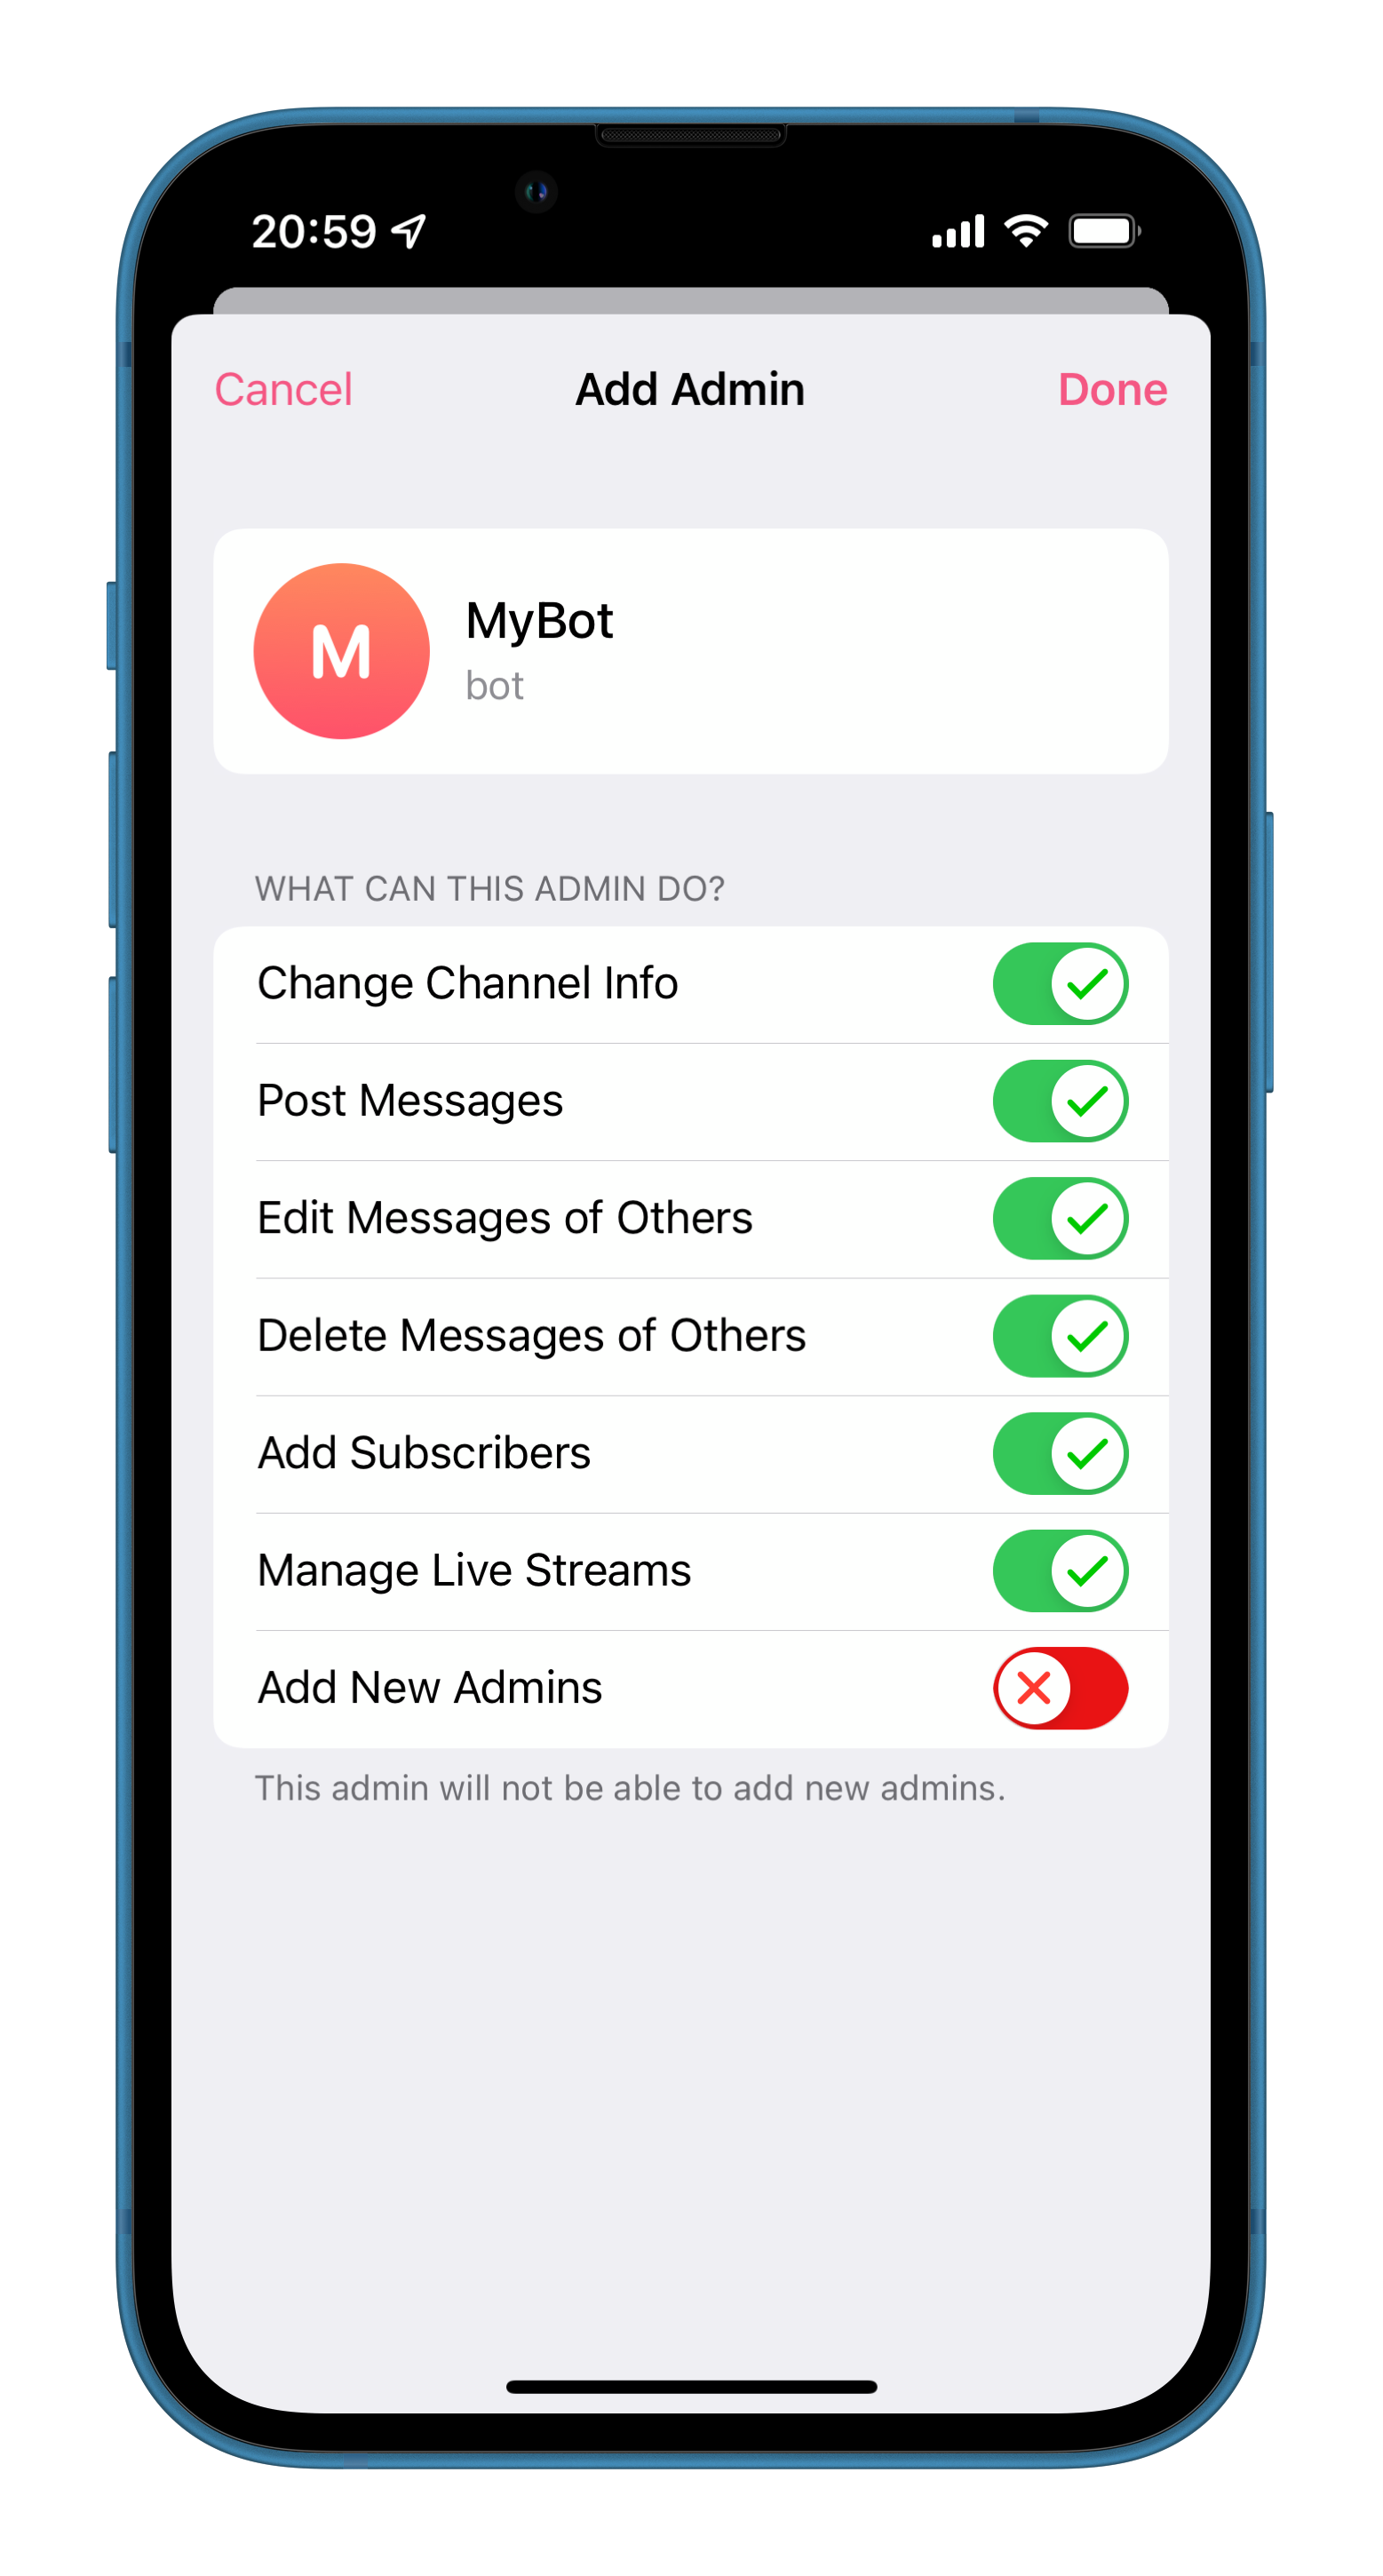 20:59
Cancel Add Admin Done
M
MyBot
bot
WHAT CAN THIS ADMIN DO?
Change Channel Info
Post Messages
Edit Messages of Others
Delete Messages of Others
Add Subscribers
Manage Live Streams
Add New Admins
This admin will not be able to add new admins.